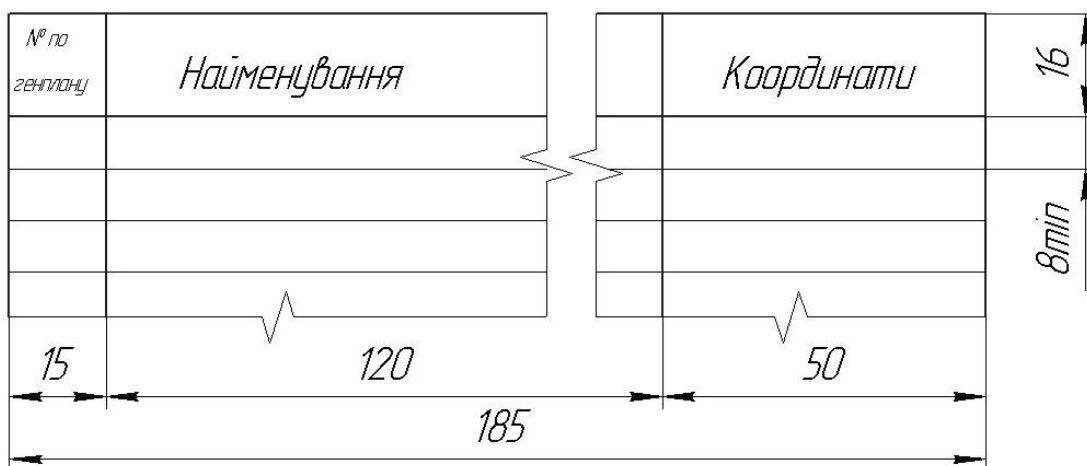 № по
генплану
Найменування
Координати
16
8min
15
120
50
185